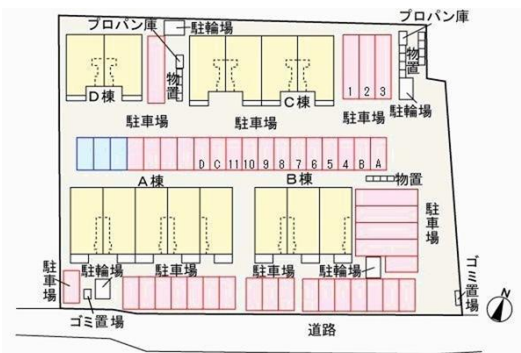 プロパン庫
駐輪場
プロパン庫
物置
物置
D棟
C棟
1 2 3
駐輪場
駐車場
駐車場
駐車場
D C 11 10 9 8 7 6 5 4 B A
A棟
B棟
物置
駐車場
駐車場
駐輪場
駐車場
駐車場
駐輪場
ゴミ置場
ゴミ置場
道路
N